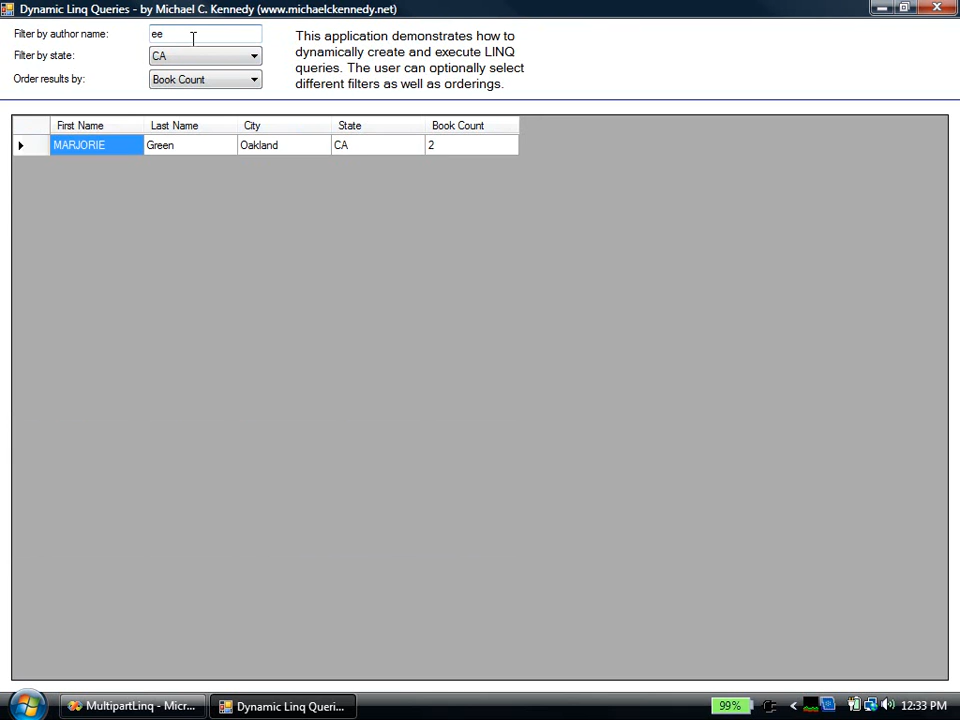 Dynamic Linq Queries - by Michael C. Kennedy (www.michaelckennedy.net)
Filter by author name: ee
Filter by state: CA
Order results by: Book Count
This application demonstrates how to
dynamically create and execute LINQ
queries. The user can optionally select
different filters as well as orderings.
First Name Last Name City State Book Count
MARJORIE Green Oakland CA 2
MultipartLinq - Micr... Dynamic Linq Queri... 99% 12:33 PM